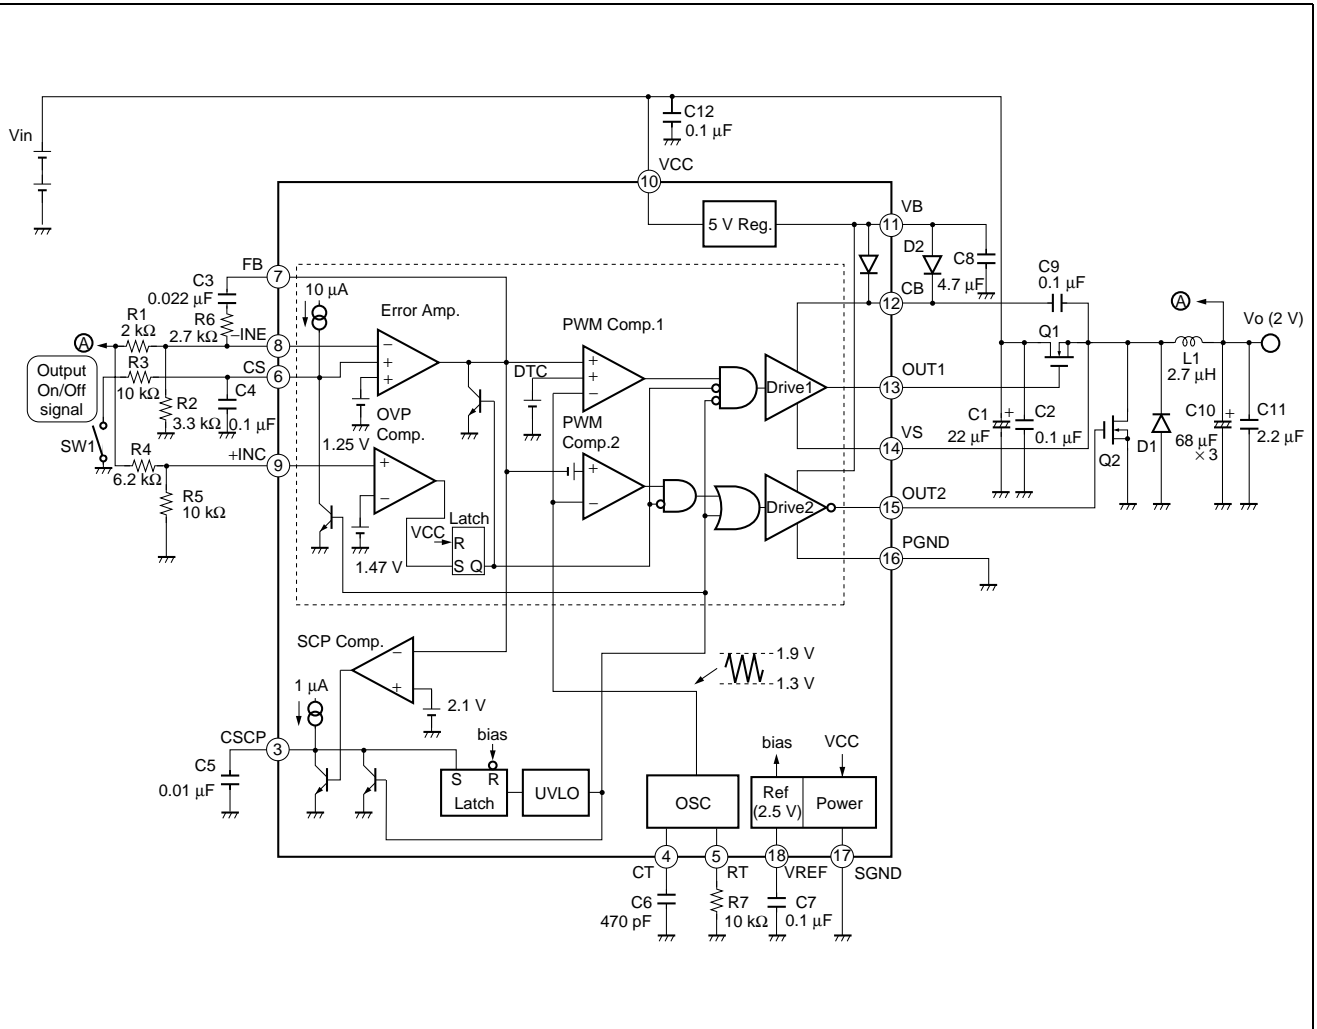 Vin
C12
0.1 μF
VCC
10
5 V Reg.
VB
11
D2
C8
4.7 μF
CB
12
C9
0.1 μF
FB
7
C3
0.022 μF
R6
2.7 kΩ
–INE
8
R1
2 kΩ
A
R3
10 kΩ
CS
6
Output
On/Off
signal
SW1
R2
3.3 kΩ
C4
0.1 μF
R4
6.2 kΩ
+INC
9
R5
10 kΩ
10 μA
Error Amp.
−
+
+
1.25 V
OVP
Comp.
+
−
1.47 V
VCC
Latch
R
S Q
PWM Comp.1
DTC
+
+
−
PWM
Comp.2
+
−
Drive1
Drive2
OUT1
13
VS
14
OUT2
15
PGND
16
Q1
A
Vo (2 V)
L1
2.7 μH
C1
+
22 μF
C2
0.1 μF
Q2
D1
C10
+
68 μF
×3
C11
2.2 μF
SCP Comp.
−
+
2.1 V
1.9 V
1.3 V
1 μA
CSCP
3
C5
0.01 μF
bias
S R
Latch
UVLO
OSC
bias
VCC
Ref
(2.5 V)
Power
4
CT
5
RT
18
VREF
17
SGND
C6
470 pF
R7
10 kΩ
C7
0.1 μF